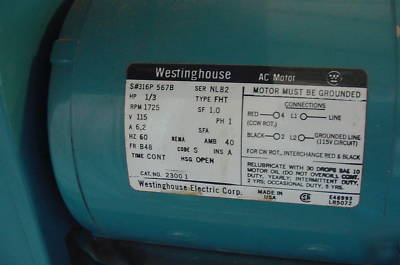 Westinghouse
AC Motor
W
S#316P 567B SER NL82
HP 1/3 TYPE FHT
RPM 1725 SF 1.0
V 115 PH 1
A 6.2 SFA
HZ 60 NEMA AMB 40
FR B48 CODE S INS A
TIME CONT HSG OPEN
CAT. NO. 2300 1
Westinghouse Electric Corp.
MOTOR MUST BE GROUNDED
CONNECTIONS
RED 4 L1 LINE
(CCW ROT.)
BLACK 2 L2 GROUNDED LINE
(115V CIRCUIT)
FOR CW ROT., INTERCHANGE RED & BLACK
RELUBRICATE WITH 30 DROPS SAE 10
MOTOR OIL (DO NOT OVEROIL). CONT.
DUTY, YEARLY; INTERMITTENT DUTY,
2 YRS; OCCASIONAL DUTY, 5 YRS.
MADE IN
USA
E46993
LR5072